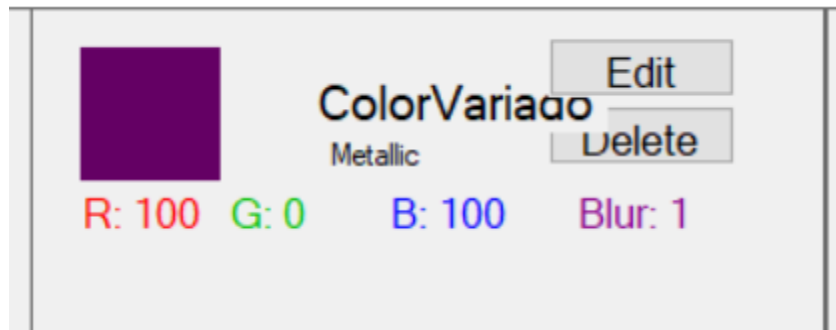 Edit
ColorVariado
Delete
Metallic
R: 100 G: 0 B: 100 Blur: 1